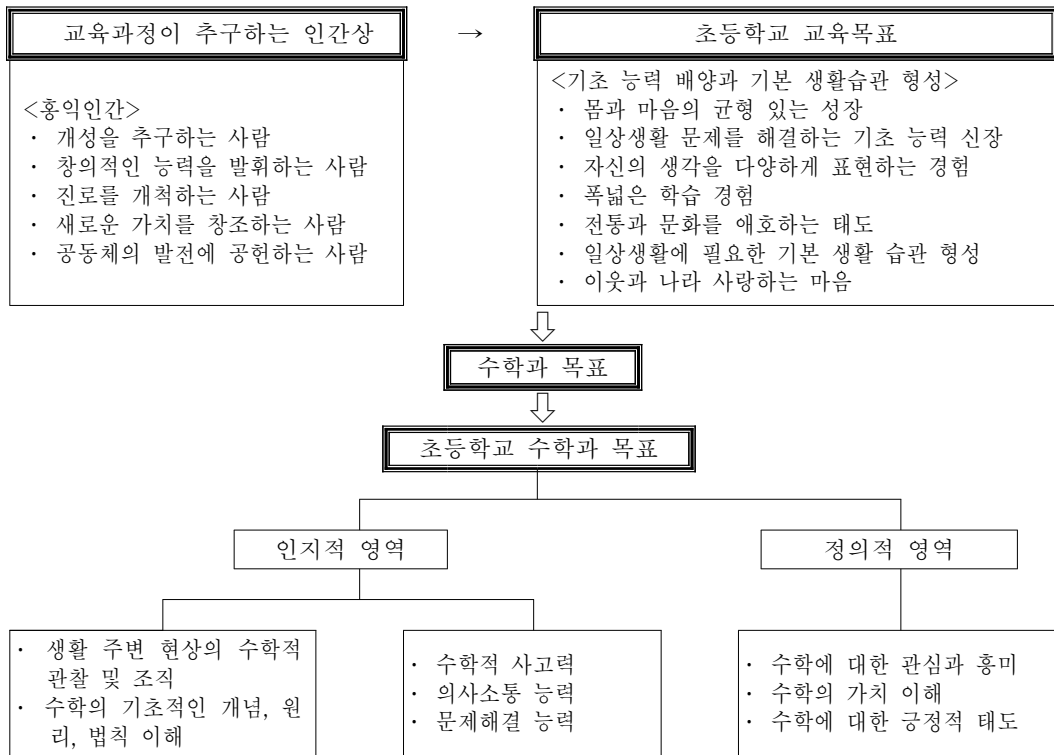 교육과정이 추구하는 인간상
→
초등학교 교육목표
<홍익인간>
· 개성을 추구하는 사람
· 창의적인 능력을 발휘하는 사람
· 진로를 개척하는 사람
· 새로운 가치를 창조하는 사람
· 공동체의 발전에 공헌하는 사람
<기초 능력 배양과 기본 생활습관 형성>
· 몸과 마음의 균형 있는 성장
· 일상생활 문제를 해결하는 기초 능력 신장
· 자신의 생각을 다양하게 표현하는 경험
· 폭넓은 학습 경험
· 전통과 문화를 애호하는 태도
· 일상생활에 필요한 기본 생활 습관 형성
· 이웃과 나라 사랑하는 마음
수학과 목표
초등학교 수학과 목표
인지적 영역
정의적 영역
· 생활 주변 현상의 수학적
관찰 및 조직
· 수학의 기초적인 개념, 원
리, 법칙 이해
· 수학적 사고력
· 의사소통 능력
· 문제해결 능력
· 수학에 대한 관심과 흥미
· 수학의 가치 이해
· 수학에 대한 긍정적 태도